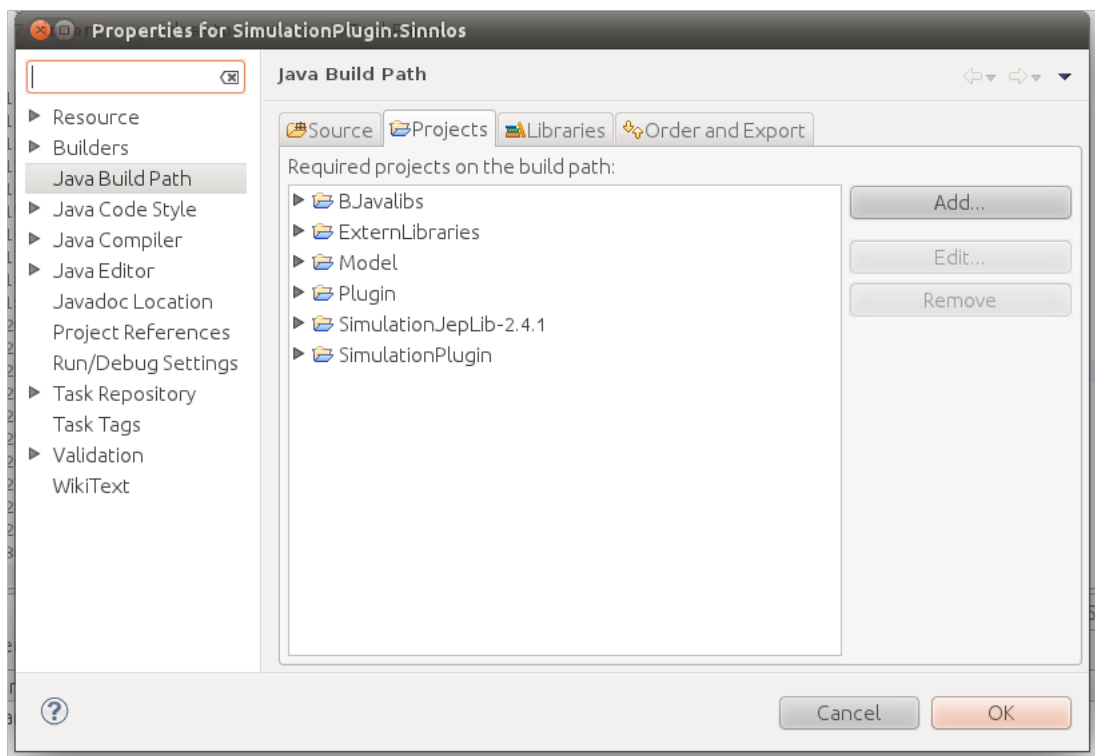 Properties for SimulationPlugin.Sinnlos
Java Build Path
Resource
Builders
Java Build Path
Java Code Style
Java Compiler
Java Editor
Javadoc Location
Project References
Run/Debug Settings
Task Repository
Task Tags
Validation
WikiText
Source Projects Libraries Order and Export
Required projects on the build path:
BJavalibs
ExternLibraries
Model
Plugin
SimulationJepLib-2.4.1
SimulationPlugin
Add...
Edit...
Remove
Cancel OK